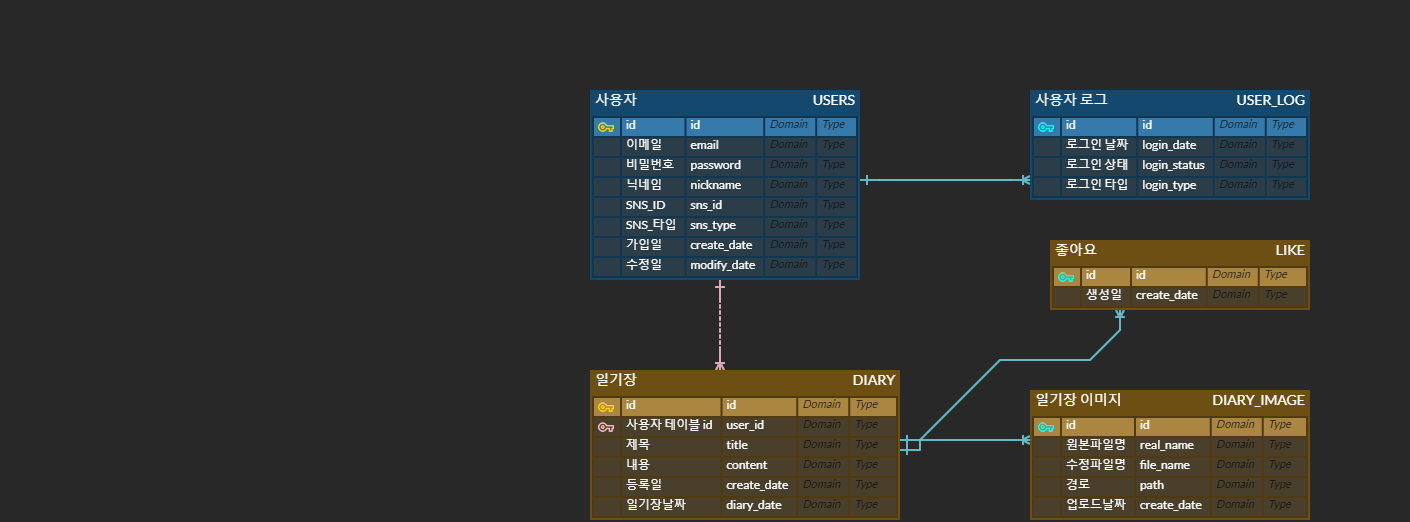 사용자 USERS
id id Domain Type
이메일 email Domain Type
비밀번호 password Domain Type
닉네임 nickname Domain Type
SNS_ID sns_id Domain Type
SNS_타입 sns_type Domain Type
가입일 create_date Domain Type
수정일 modify_date Domain Type
사용자 로그 USER_LOG
id id Domain Type
로그인 날짜 login_date Domain Type
로그인 상태 login_status Domain Type
로그인 타입 login_type Domain Type
좋아요 LIKE
id id Domain Type
생성일 create_date Domain Type
일기장 DIARY
id id Domain Type
사용자 테이블 id user_id Domain Type
제목 title Domain Type
내용 content Domain Type
등록일 create_date Domain Type
일기장날짜 diary_date Domain Type
일기장 이미지 DIARY_IMAGE
id id Domain Type
원본파일명 real_name Domain Type
수정파일명 file_name Domain Type
경로 path Domain Type
업로드날짜 create_date Domain Type